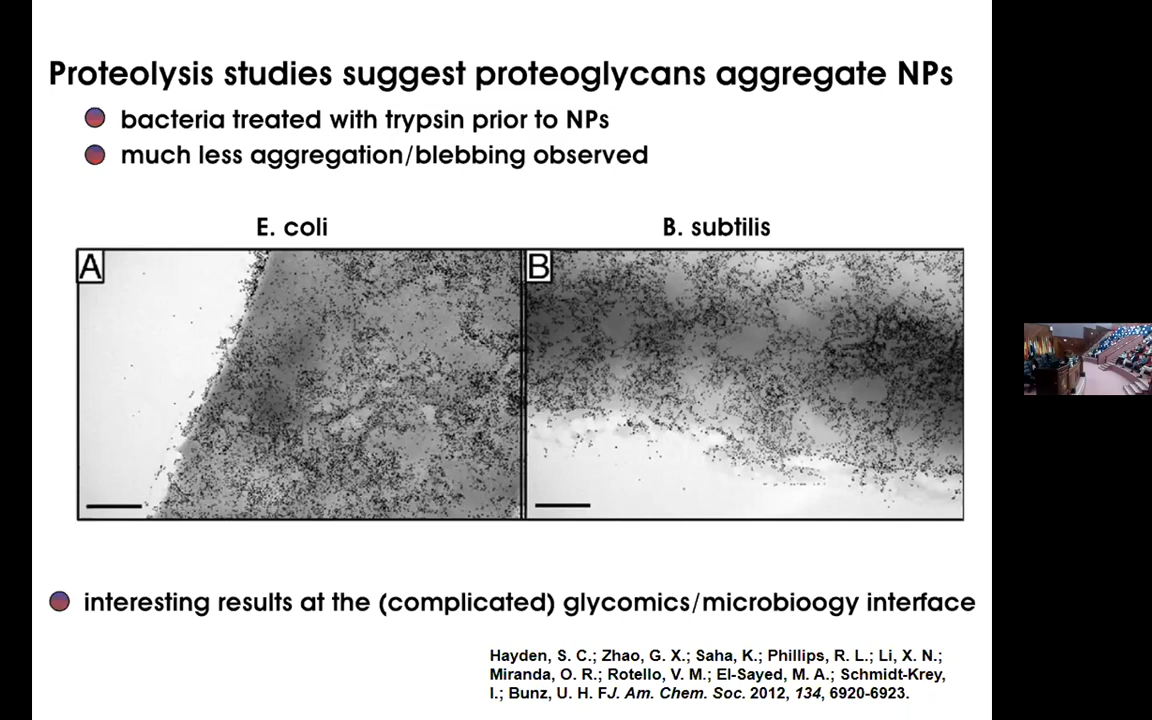 Proteolysis studies suggest proteoglycans aggregate NPs
bacteria treated with trypsin prior to NPs
much less aggregation/blebbing observed
E. coli
B. subtilis
A
B
interesting results at the (complicated) glycomics/microbioogy interface
Hayden, S. C.; Zhao, G. X.; Saha, K.; Phillips, R. L.; Li, X. N.;
Miranda, O. R.; Rotello, V. M.; El-Sayed, M. A.; Schmidt-Krey,
I.; Bunz, U. H. FJ. Am. Chem. Soc. 2012, 134, 6920-6923.